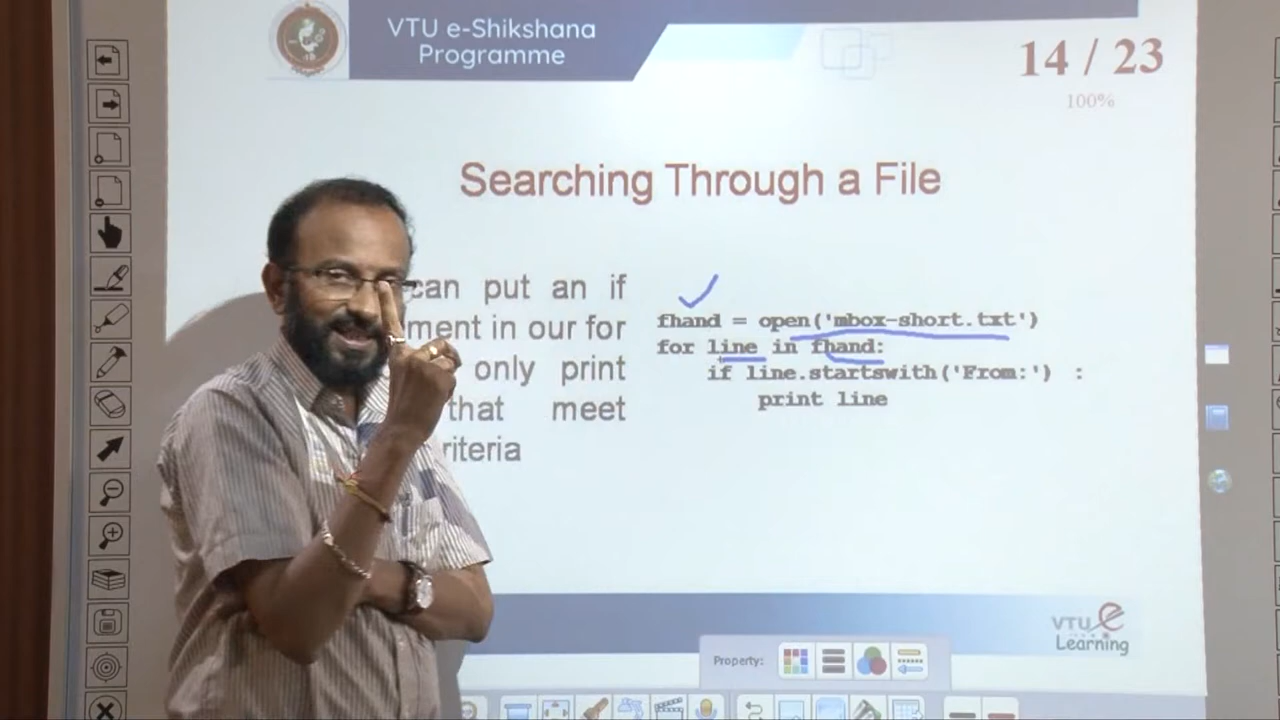 VTU e-Shikshana
Programme
14 / 23
100%
Searching Through a File
can put an if
ment in our for
only print
that meet
riteria
fhand = open('mbox-short.txt')
for line in fhand:
if line.startswith('From:') :
print line
VTU e
Learning
Property: